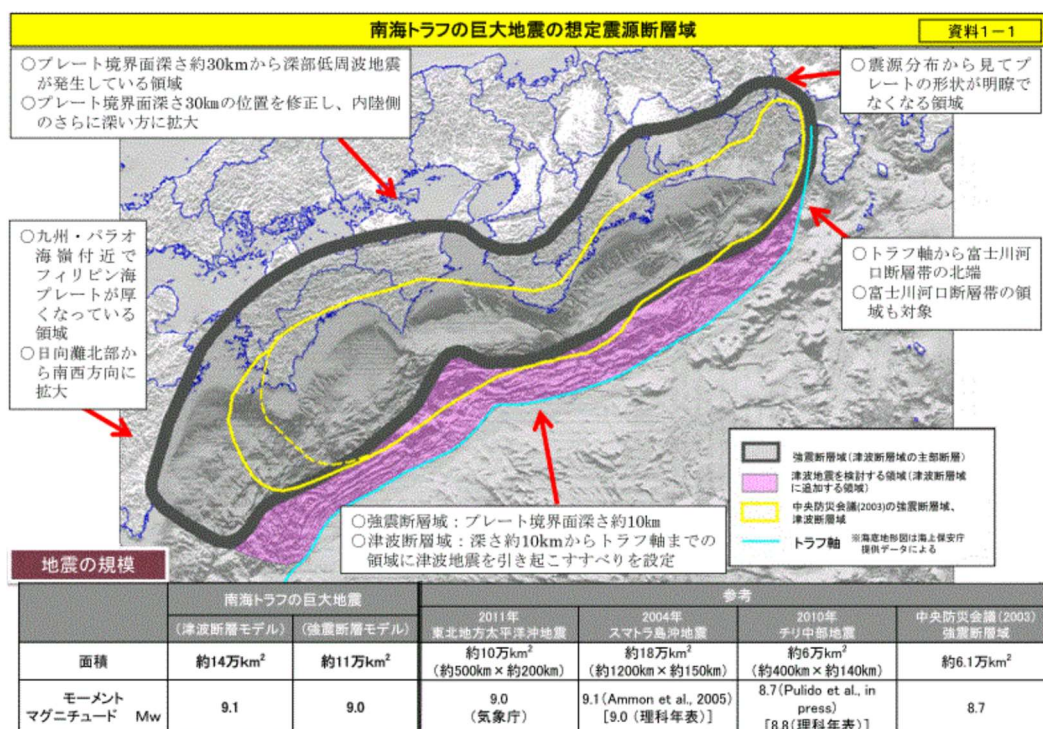 南海トラフの巨大地震の想定震源断層域
資料1－1
○プレート境界面深さ約30kmから深部低周波地震
が発生している領域
○プレート境界面深さ30kmの位置を修正し、内陸側
のさらに深い方に拡大
○震源分布から見てプ
レートの形状が明瞭で
なくなる領域
○九州・パラオ
海嶺付近で
フィリピン海
プレートが厚
くなっている
領域
○日向灘北部か
ら南西方向に
拡大
○トラフ軸から富士川河
口断層帯の北端
○富士川河口断層帯の領
域も対象
強震断層域(津波断層域の主部断層)
津波地震を検討する領域(津波断層域
に追加する領域)
中央防災会議(2003)の強震断層域、
津波断層域
トラフ軸
※海底地形図は海上保安庁
提供データによる
○強震断層域：プレート境界面深さ約10km
○津波断層域：深さ約10kmからトラフ軸までの
領域に津波地震を引き起こすすべりを設定
地震の規模
南海トラフの巨大地震
参考
(津波断層モデル)
(強震断層モデル)
2011年
東北地方太平洋沖地震
2004年
スマトラ島沖地震
2010年
チリ中部地震
中央防災会議(2003)
強震断層域
面積
約14万km²
約11万km²
約10万km²
(約500km×約200km)
約18万km²
(約1200km×約150km)
約6万km²
(約400km×約140km)
約6.1万km²
モーメント
マグニチュード Mw
9.1
9.0
9.0
(気象庁)
9.1(Ammon et al., 2005)
[9.0 (理科年表)]
8.7(Pulido et al., in
press)
[8.8(理科年表)]
8.7